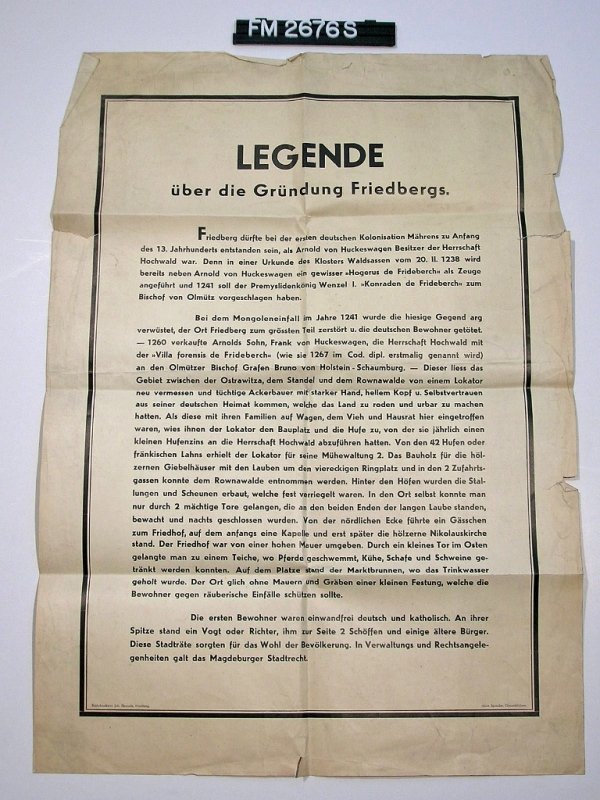 FM 2676 S
LEGENDE
über die Gründung Friedbergs.
Friedberg dürfte bei der ersten deutschen Kolonisation Mährens zu Anfang
des 13. Jahrhunderts entstanden sein, als Arnold von Huckeswagen Besitzer der Herrschaft
Hochwald war. Denn in einer Urkunde des Klosters Waldsassen vom 20. II. 1238 wird
bereits neben Arnold von Huckeswagen ein gewisser »Hogerus de Frideberch« als Zeuge
angeführt und 1241 soll der Premyslidenkönig Wenzel I. »Konraden de Frideberch« zum
Bischof von Olmütz vorgeschlagen haben.
Bei dem Mongoleneinfall im Jahre 1241 wurde die hiesige Gegend arg
verwüstet, der Ort Friedberg zum grössten Teil zerstört u. die deutschen Bewohner getötet.
— 1260 verkaufte Arnolds Sohn, Frank von Huckeswagen, die Herrschaft Hochwald mit
der »Villa forensis de Frideberch« (wie sie 1267 im Cod. dipl. erstmalig genannt wird)
an den Olmützer Bischof Grafen Bruno von Holstein-Schaumburg. — Dieser liess das
Gebiet zwischen der Ostrawitza, dem Standel und dem Rownawalde von einem Lokator
neu vermessen und tüchtige Ackerbauer mit starker Hand, hellem Kopf u. Selbstvertrauen
aus seiner deutschen Heimat kommen, welche das Land zu roden und urbar zu machen
hatten. Als diese mit ihren Familien auf Wagen, dem Vieh und Hausrat hier eingetroffen
waren, wies ihnen der Lokator den Bauplatz und die Hufe zu, von der sie jährlich einen
kleinen Hufenzins an die Herrschaft Hochwald abzuführen hatten. Von den 42 Hufen oder
fränkischen Lahns erhielt der Lokator für seine Mühewaltung 2. Das Bauholz für die höl-
zernen Giebelhäuser mit den Lauben um den viereckigen Ringplatz und in den 2 Zufahrts-
gassen konnte dem Rownawalde entnommen werden. Hinter den Höfen wurden die Stal-
lungen und Scheunen erbaut, welche fest verriegelt waren. In den Ort selbst konnte man
nur durch 2 mächtige Tore gelangen, die an den beiden Enden der langen Laube standen,
bewacht und nachts geschlossen wurden. Von der nördlichen Ecke führte ein Gässchen
zum Friedhof, auf dem anfangs eine Kapelle und erst später die hölzerne Nikolauskirche
stand. Der Friedhof war von einer hohen Mauer umgeben. Durch ein kleines Tor im Osten
gelangte man zu einem Teiche, wo Pferde geschwemmt, Kühe, Schafe und Schweine ge-
tränkt werden konnten. Auf dem Platze stand der Marktbrunnen, wo das Trinkwasser
geholt wurde. Der Ort glich ohne Mauern und Gräben einer kleinen Festung, welche die
Bewohner gegen räuberische Einfälle schützen sollte.
Die ersten Bewohner waren einwandfrei deutsch und katholisch. An ihrer
Spitze stand ein Vogt oder Richter, ihm zur Seite 2 Schöffen und einige ältere Bürger.
Diese Stadträte sorgten für das Wohl der Bevölkerung. In Verwaltungs und Rechtsangele-
genheiten galt das Magdeburger Stadtrecht.